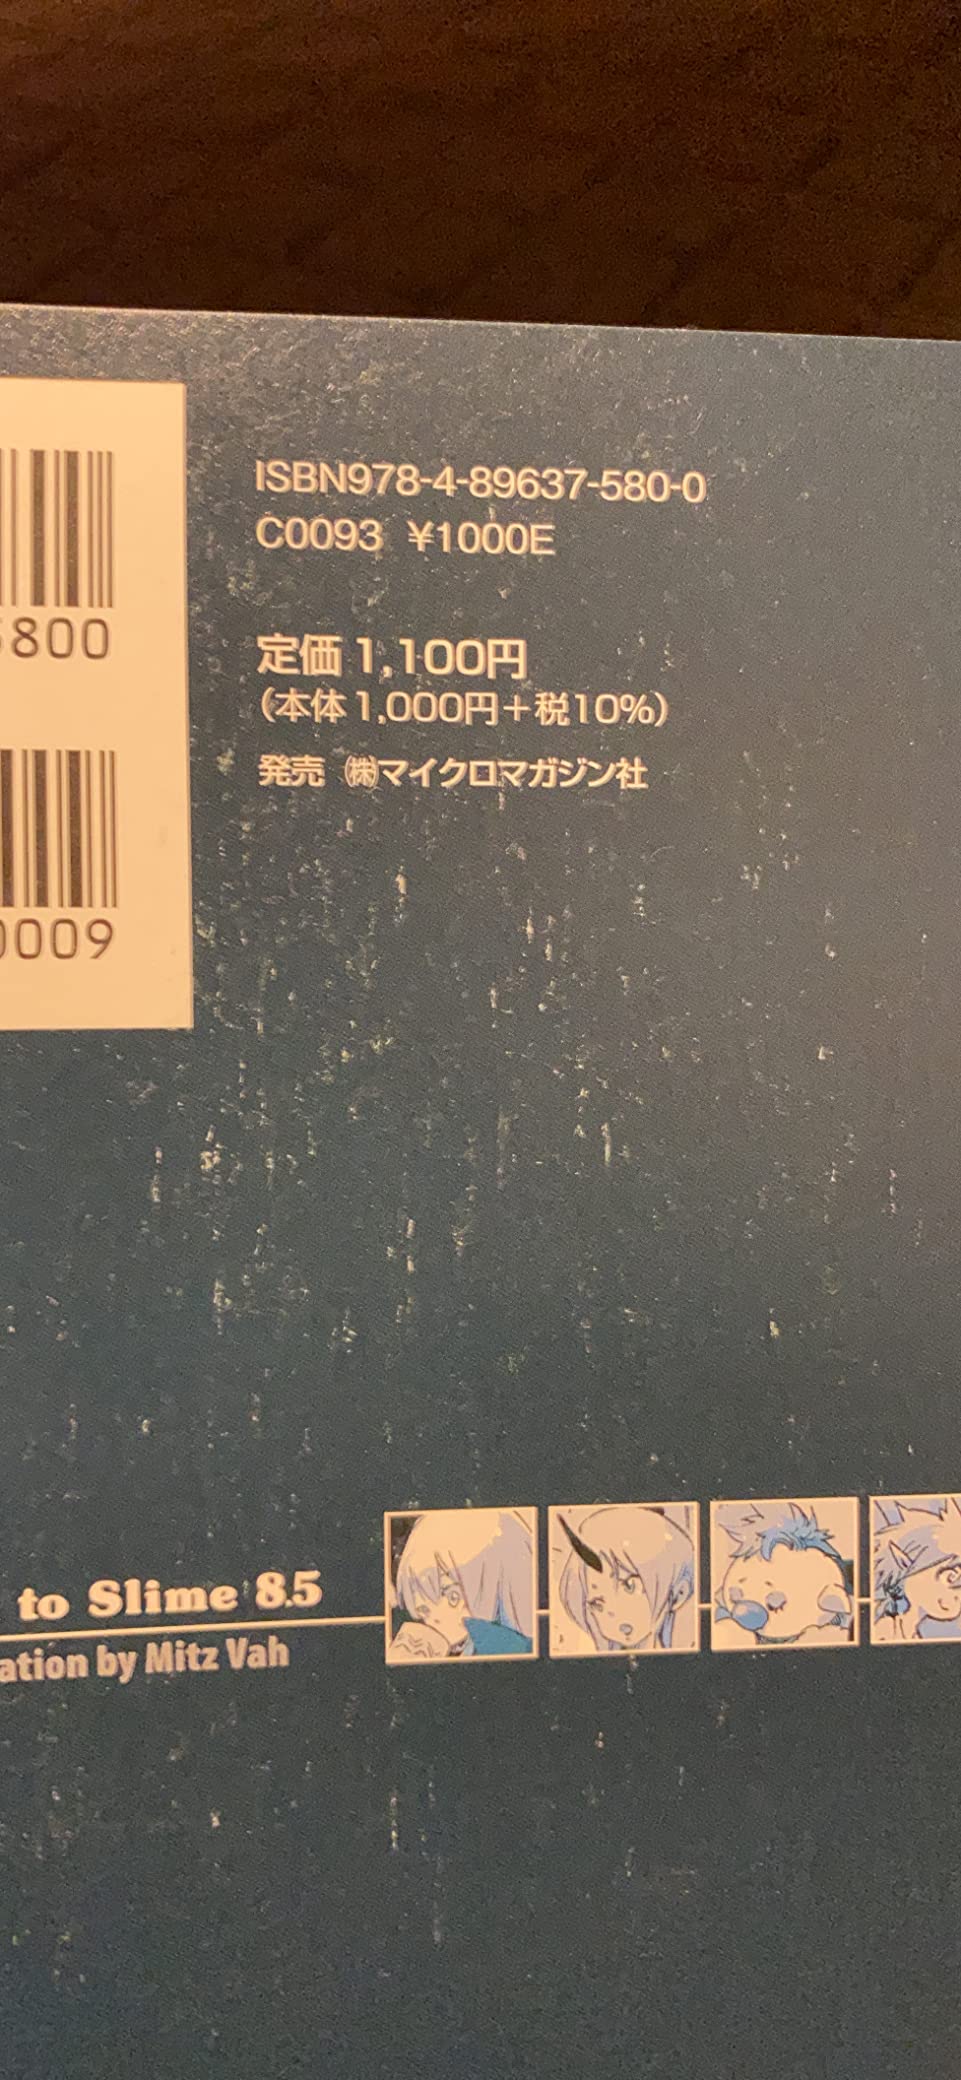 ISBN978-4-89637-580-0
C0093 ¥1000E
定価1,100円
(本体1,000円+税10%)
発売 ㈱マイクロマガジン社
800
0009
to Slime 8.5
ation by Mitz Vah